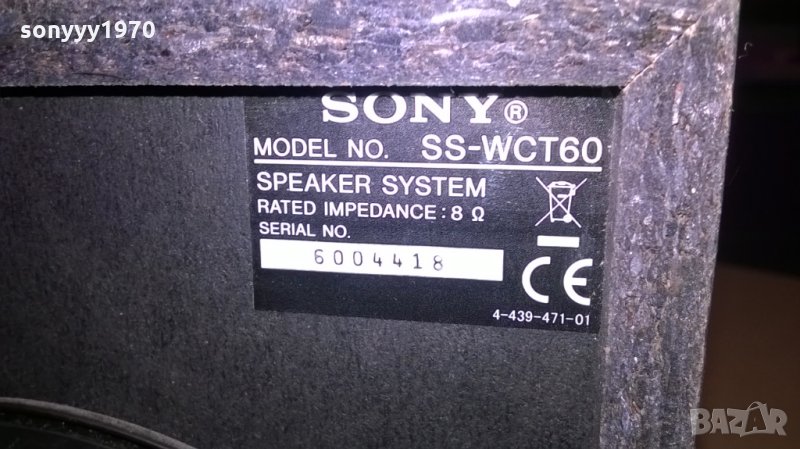 sonyyy1970
SONY®
MODEL NO. SS-WCT60
SPEAKER SYSTEM
RATED IMPEDANCE : 8 Ω
SERIAL NO.
6004418
CE
4-439-471-01
BAZAR